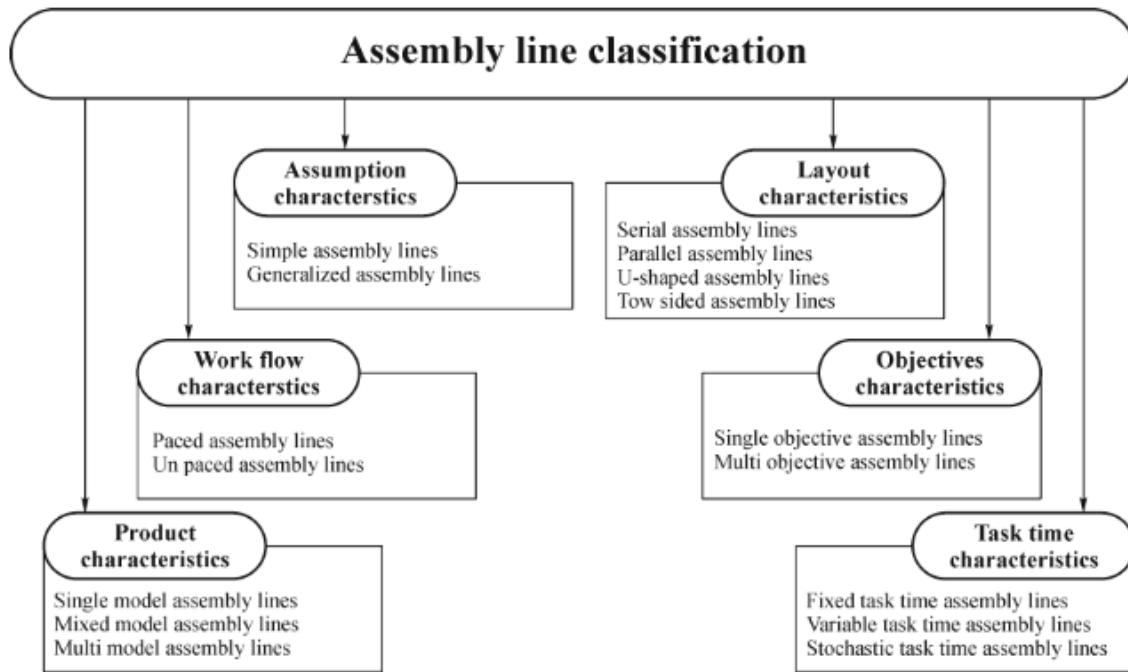 Assembly line classification
Assumption
characterstics
Simple assembly lines
Generalized assembly lines
Layout
characteristics
Serial assembly lines
Parallel assembly lines
U-shaped assembly lines
Tow sided assembly lines
Work flow
characterstics
Paced assembly lines
Un paced assembly lines
Objectives
characteristics
Single objective assembly lines
Multi objective assembly lines
Product
characteristics
Single model assembly lines
Mixed model assembly lines
Multi model assembly lines
Task time
characteristics
Fixed task time assembly lines
Variable task time assembly lines
Stochastic task time assembly lines